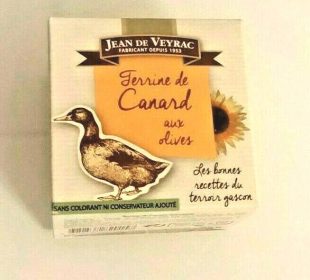 JEAN DE VEYRAC
FABRICANT DEPUIS 1953
Terrine de
Canard
aux
olives
Les bonnes
recettes du
terroir gascon
SANS COLORANT NI CONSERVATEUR AJOUTÉ